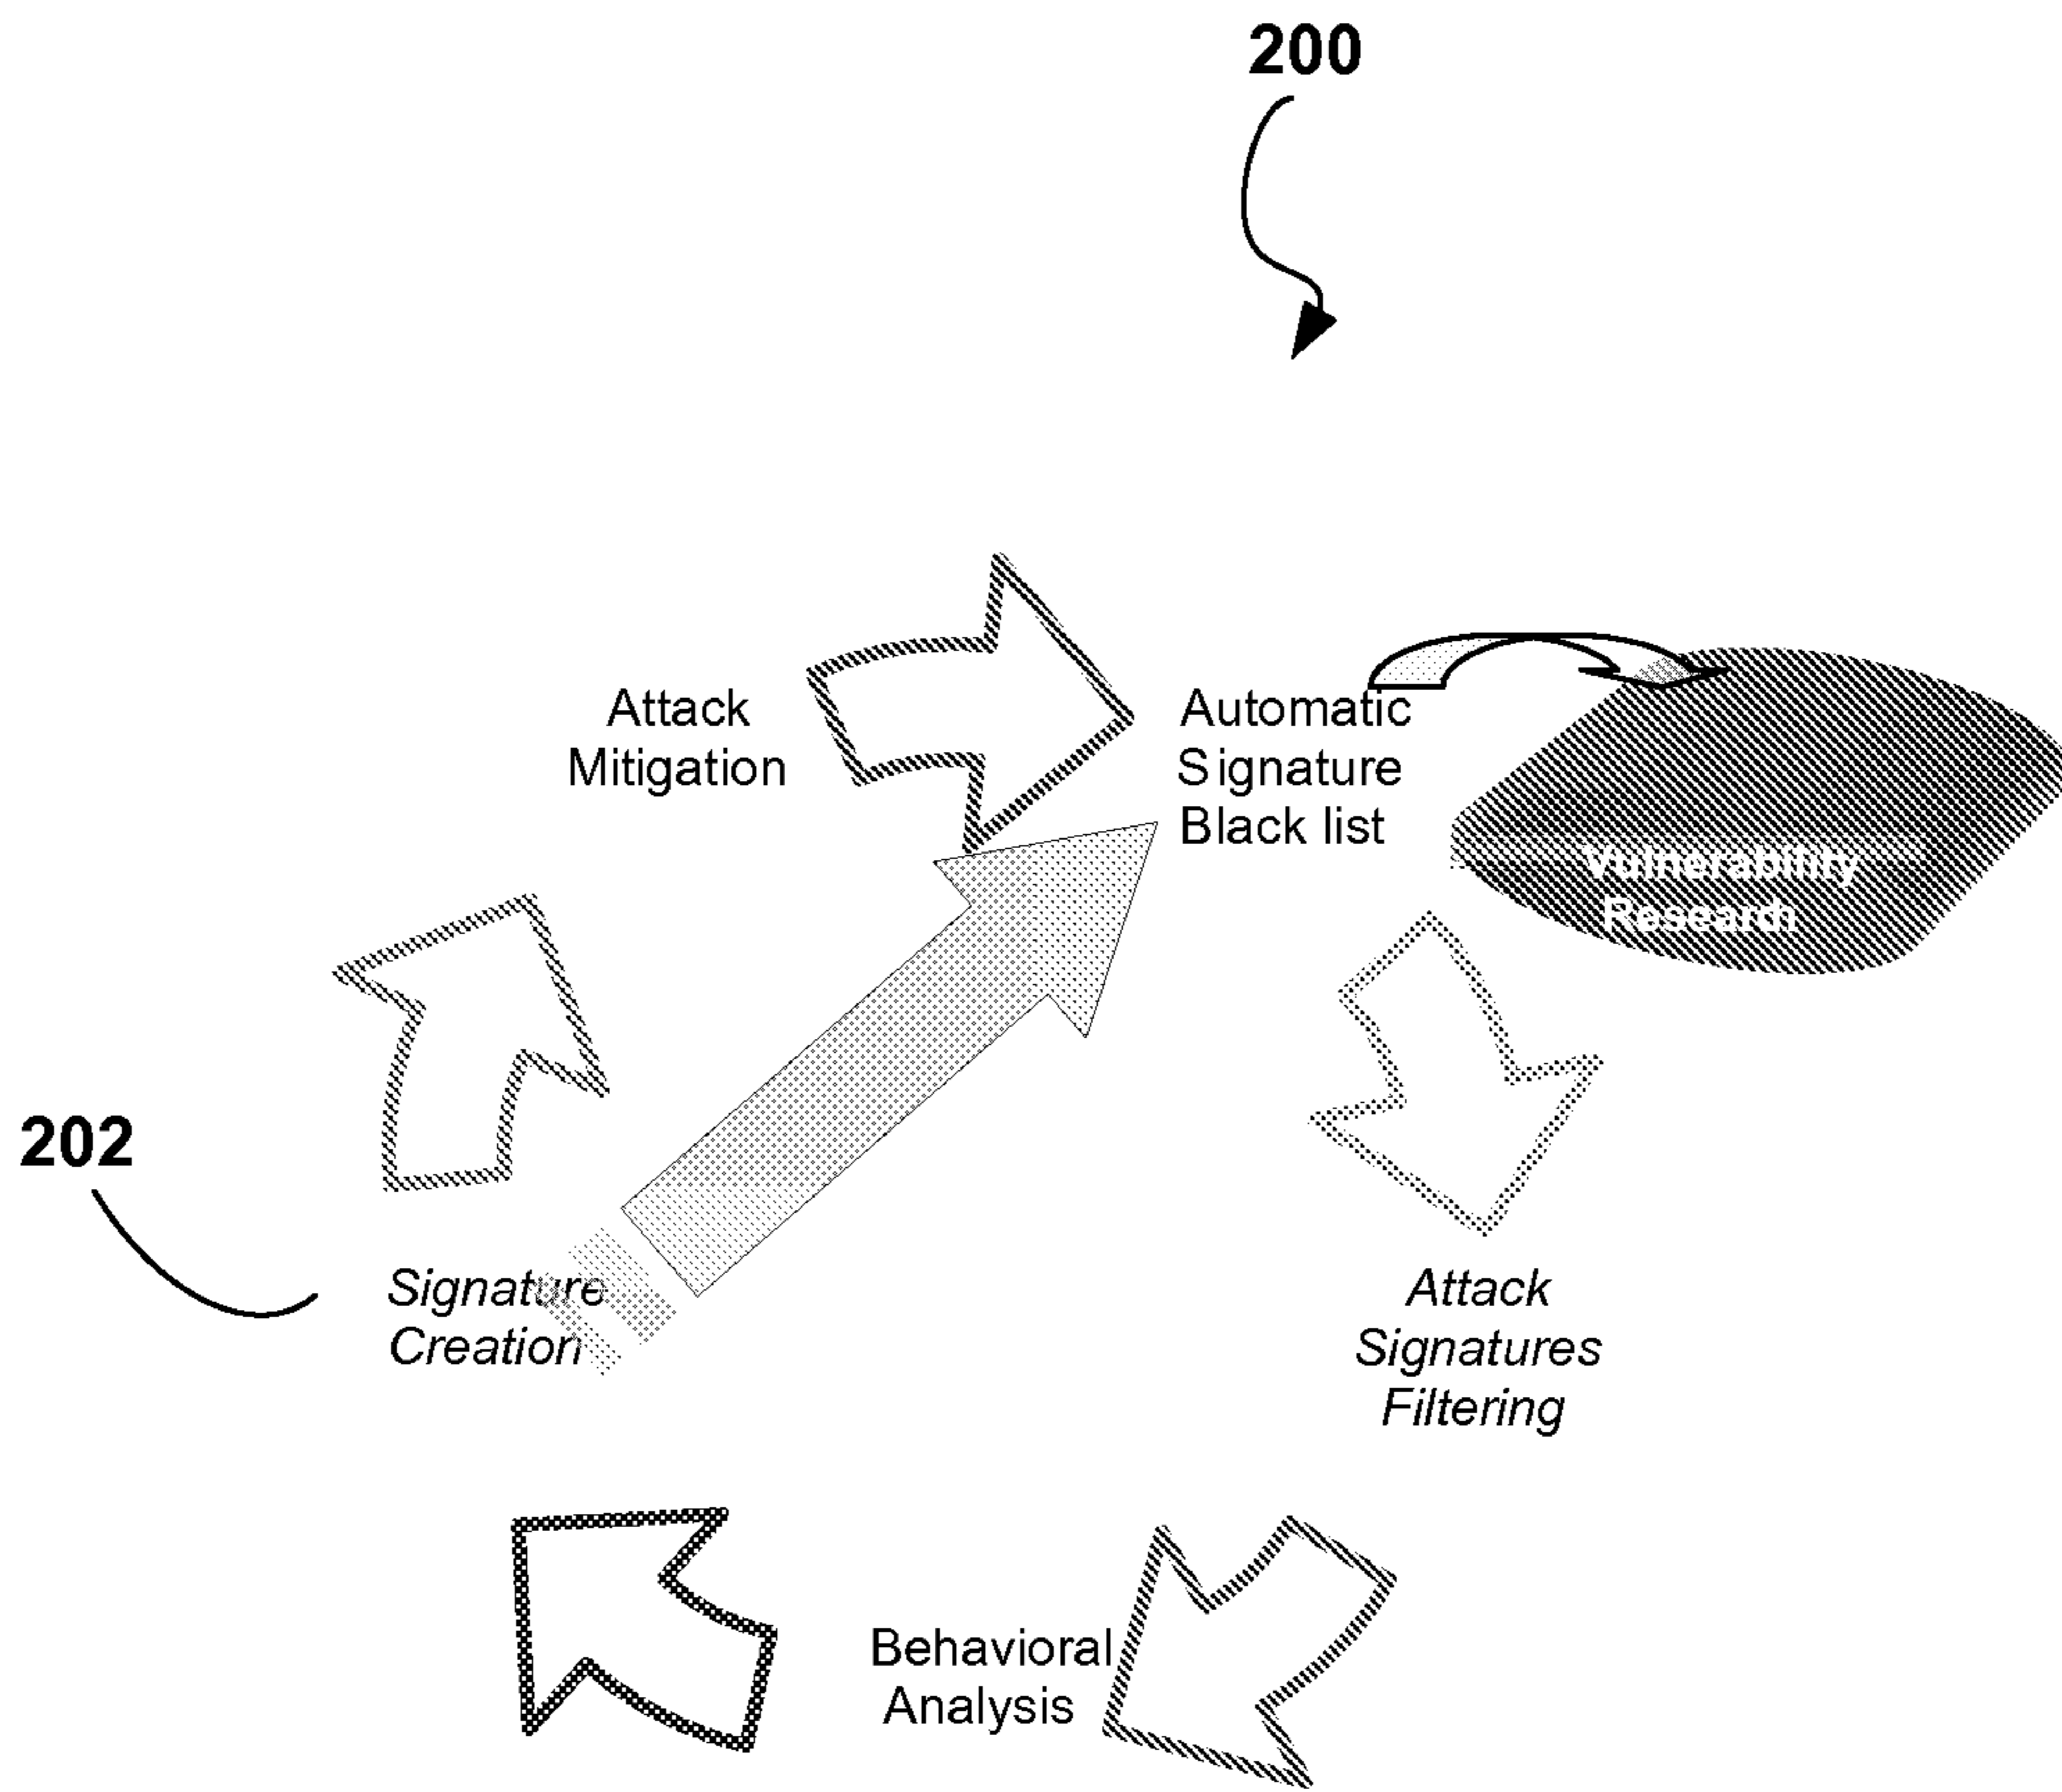 200
Attack
Mitigation
Automatic
Signature
Black list
Vulnerability
Research
202
Signature
Creation
Attack
Signatures
Filtering
Behavioral
Analysis